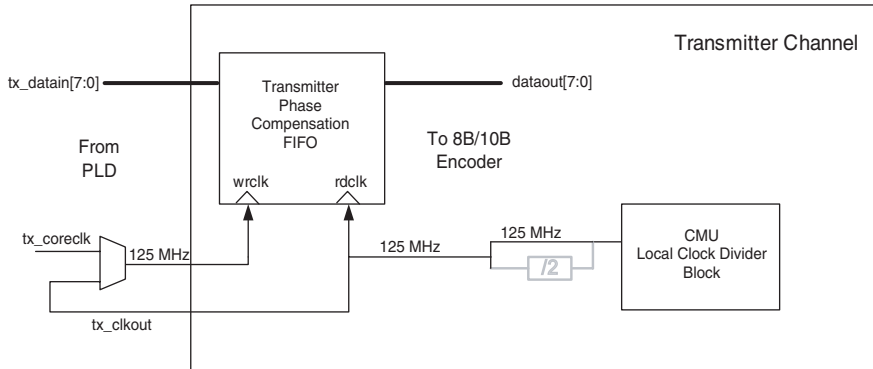 Transmitter Channel
tx_datain[7:0]
Transmitter
Phase
Compensation
FIFO
dataout[7:0]
From
PLD
To 8B/10B
Encoder
wrclk
rdclk
tx_coreclk
125 MHz
125 MHz
125 MHz
/2
CMU
Local Clock Divider
Block
tx_clkout